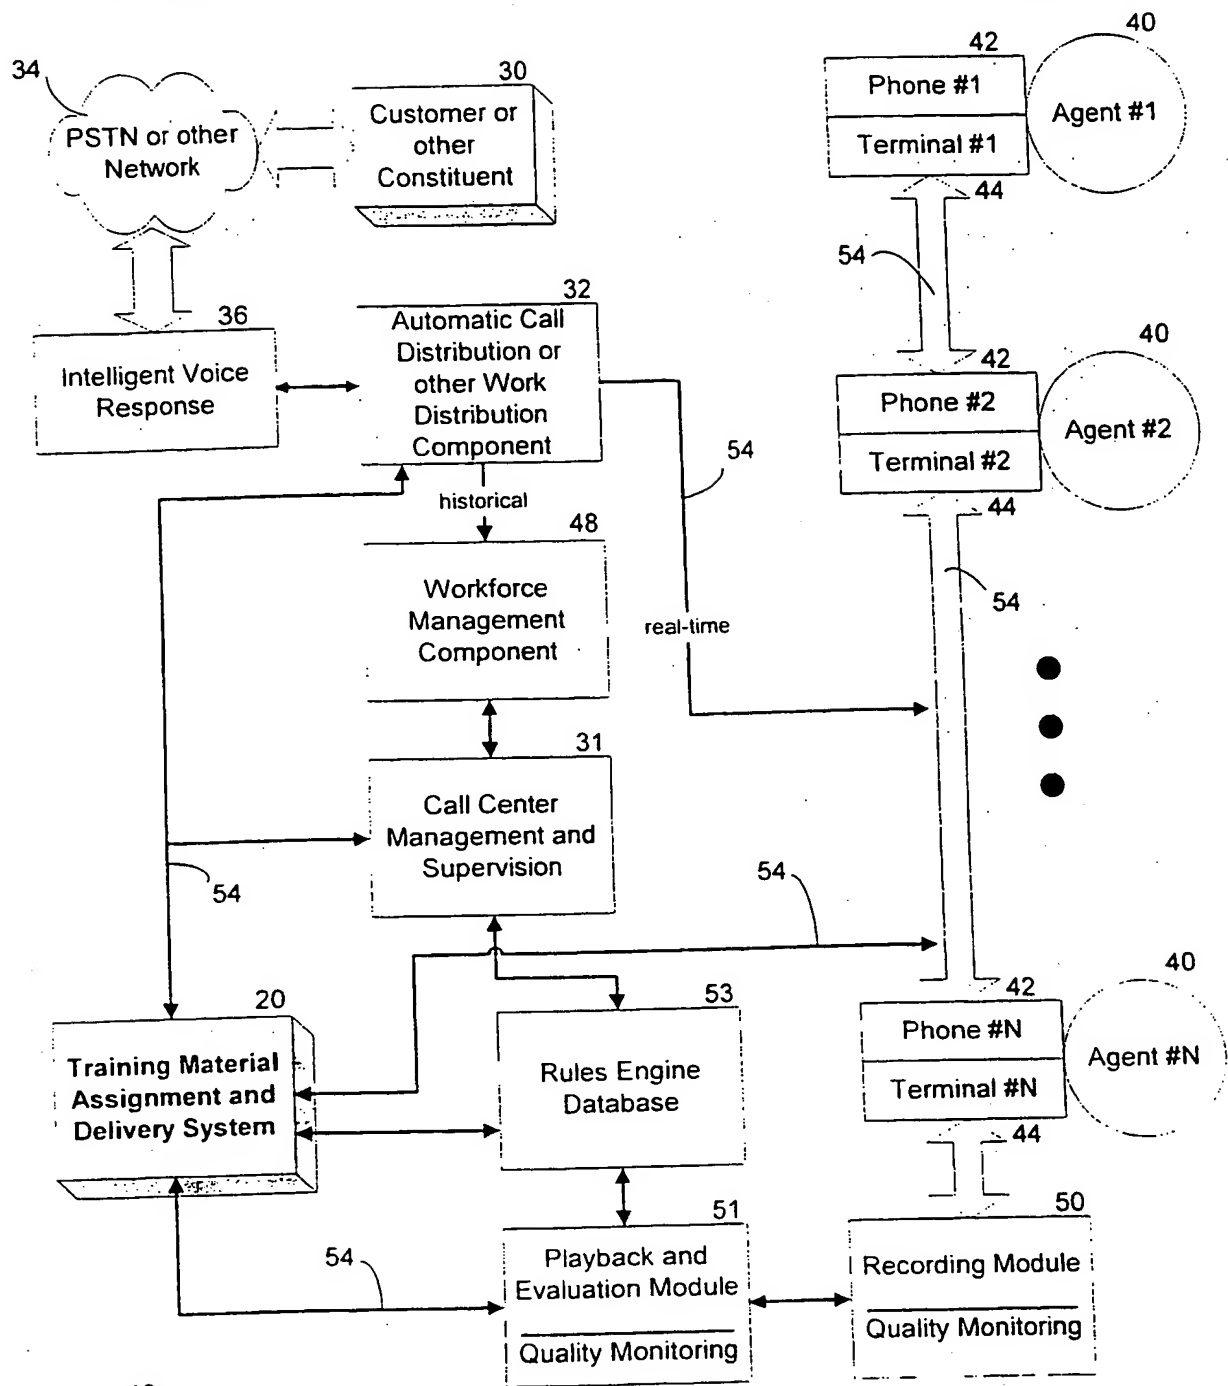 34
PSTN or other
Network
30
Customer or
other
Constituent
42
40
Phone #1
Terminal #1
Agent #1
44
54
36
Intelligent Voice
Response
32
Automatic Call
Distribution or
other Work
Distribution
Component
42
40
Phone #2
Terminal #2
Agent #2
44
54
54
historical
48
Workforce
Management
Component
real-time
31
Call Center
Management and
Supervision
54
54
20
Training Material
Assignment and
Delivery System
53
Rules Engine
Database
42
40
Phone #N
Terminal #N
Agent #N
44
54
51
Playback and
Evaluation Module
Quality Monitoring
50
Recording Module
Quality Monitoring